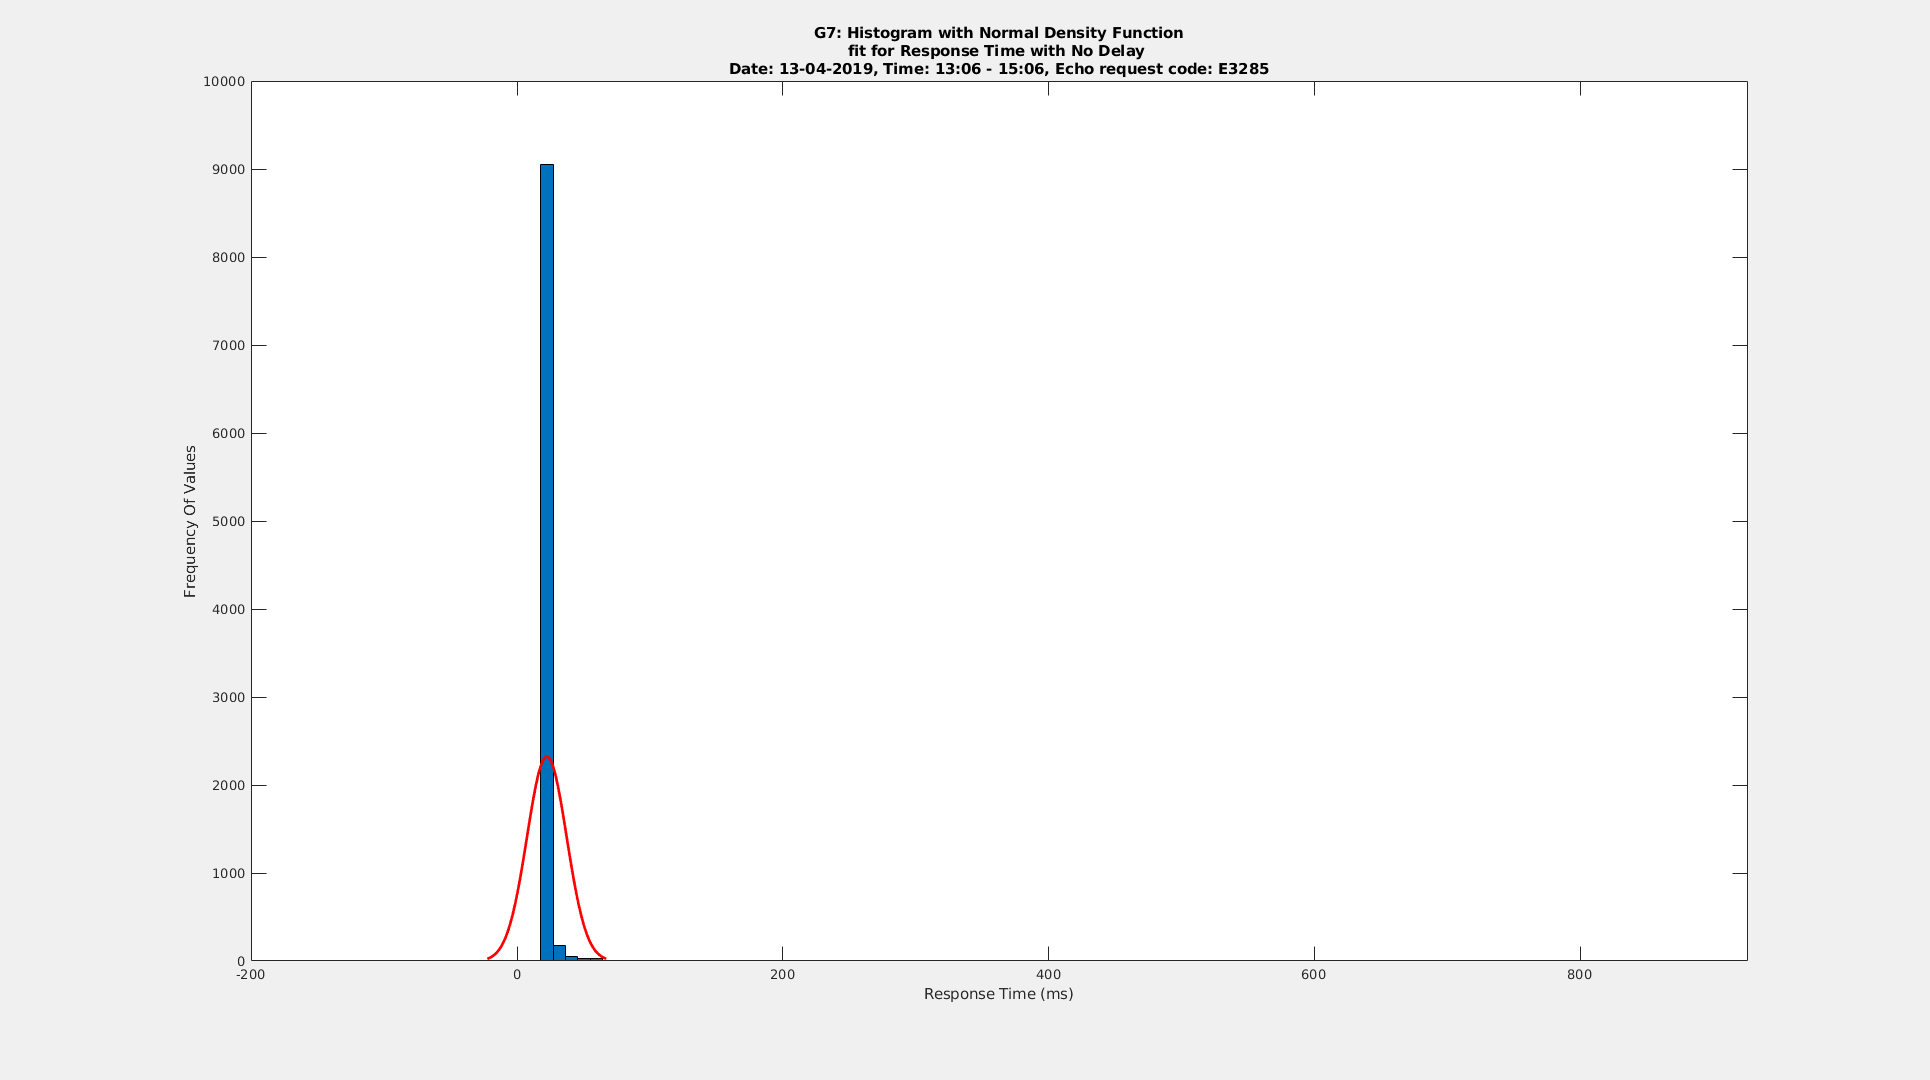 G7: Histogram with Normal Density Function
fit for Response Time with No Delay
Date: 13-04-2019, Time: 13:06 - 15:06, Echo request code: E3285
10000
9000
8000
7000
6000
5000
4000
3000
2000
1000
0
Frequency Of Values
-200 0 200 400 600 800
Response Time (ms)